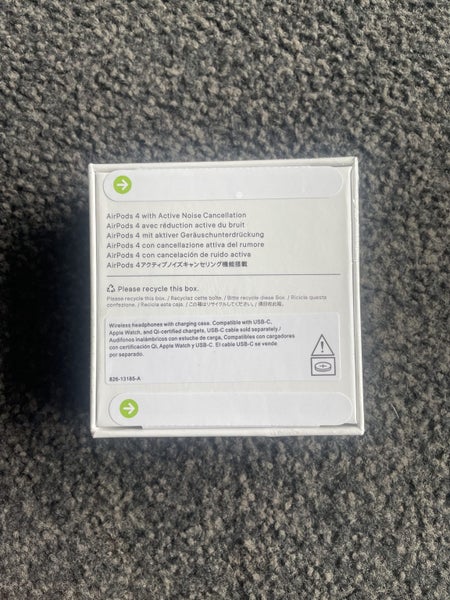 AirPods 4 with Active Noise Cancellation
AirPods 4 avec réduction active du bruit
AirPods 4 mit aktiver Geräuschunterdrückung
AirPods 4 con cancellazione attiva del rumore
AirPods 4 con cancelación de ruido activa
AirPods 4アクティブノイズキャンセリング機能搭載
Please recycle this box.
Please recycle this box. / Recyclez cette boîte. / Bitte recycle diese Box. / Ricicla questa
confezione. / Recicla esta caja. / この箱はリサイクルしてください。/ 請回收此箱。
Wireless headphones with charging case. Compatible with USB-C,
Apple Watch, and Qi-certified chargers. USB-C cable sold separately./
Audífonos inalámbricos con estuche de carga. Compatibles con cargadores
con certificación Qi, Apple Watch y USB-C. El cable USB-C se vende
por separado.
826-13185-A